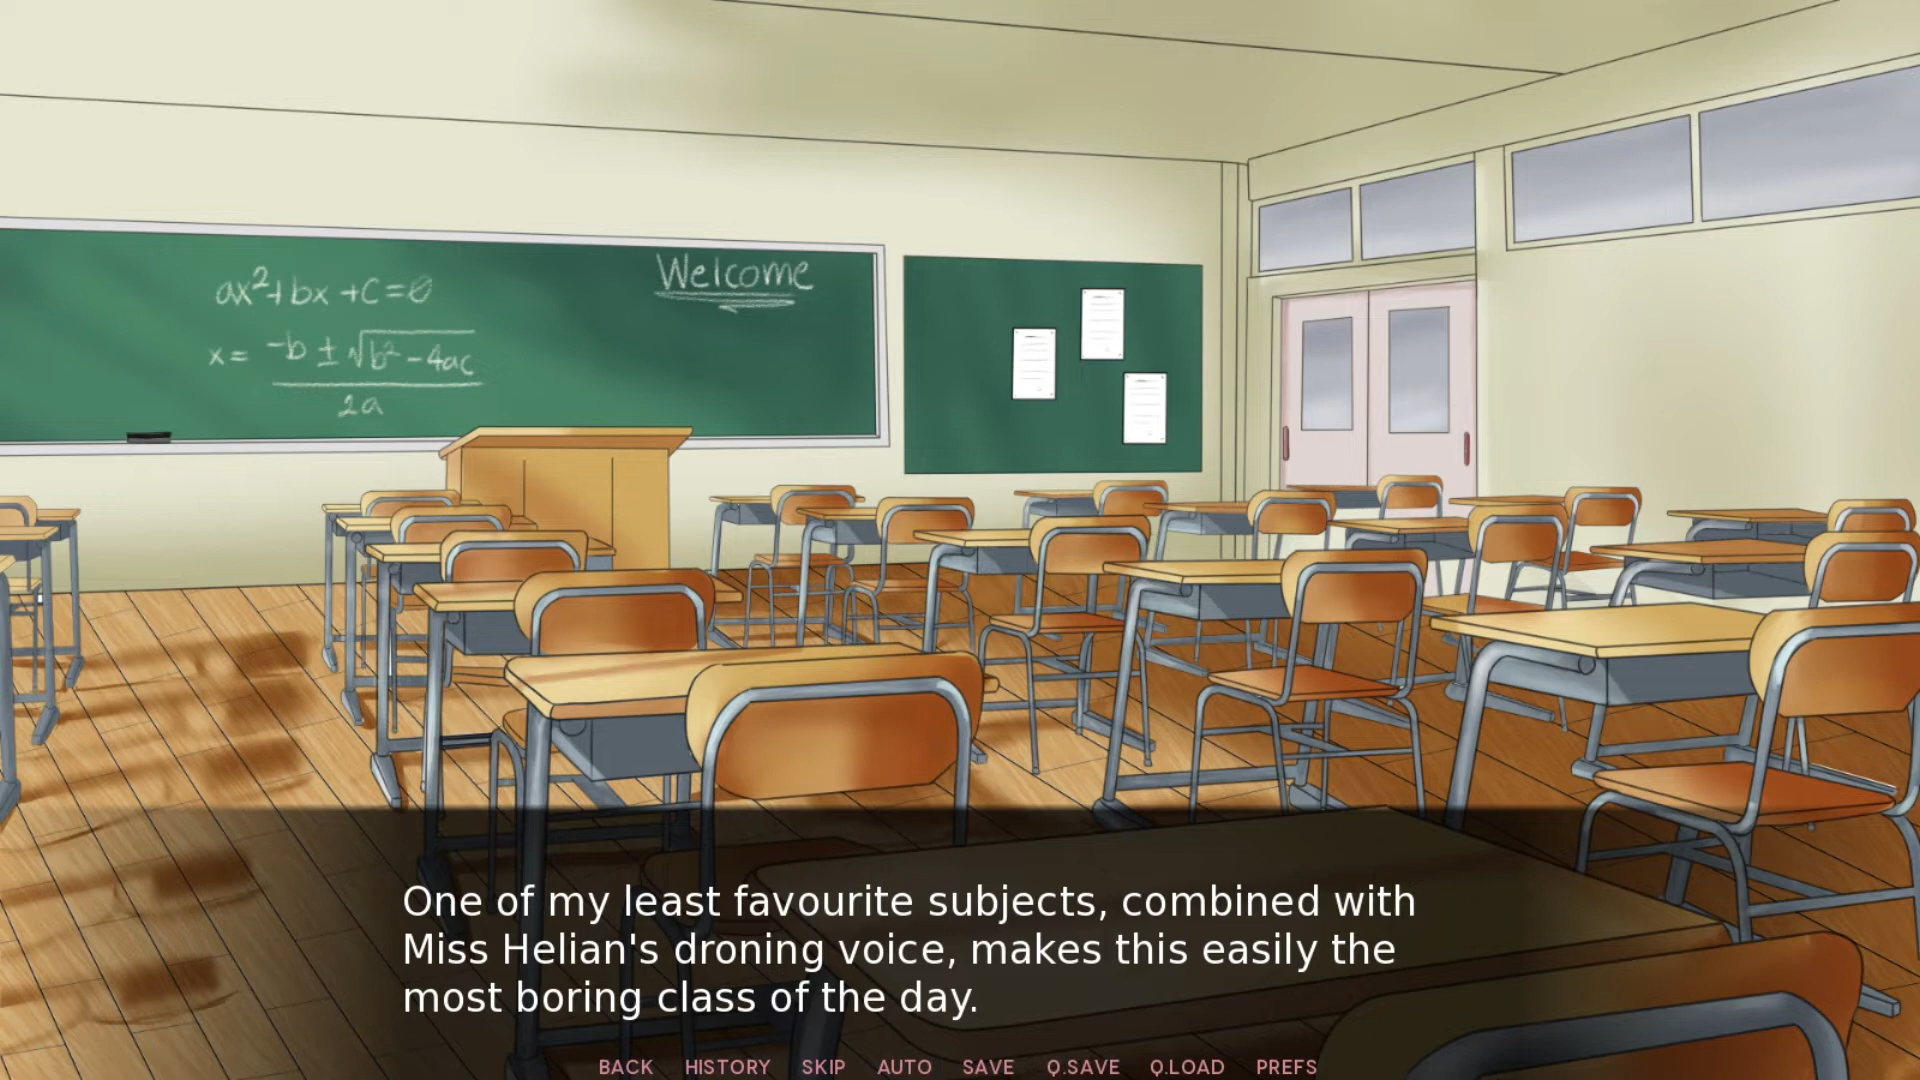 ax²+bx+c=0
Welcome
x= -b ± √b²-4ac
2a
One of my least favourite subjects, combined with
Miss Helian's droning voice, makes this easily the
most boring class of the day.
BACK HISTORY SKIP AUTO SAVE Q.SAVE Q.LOAD PREFS